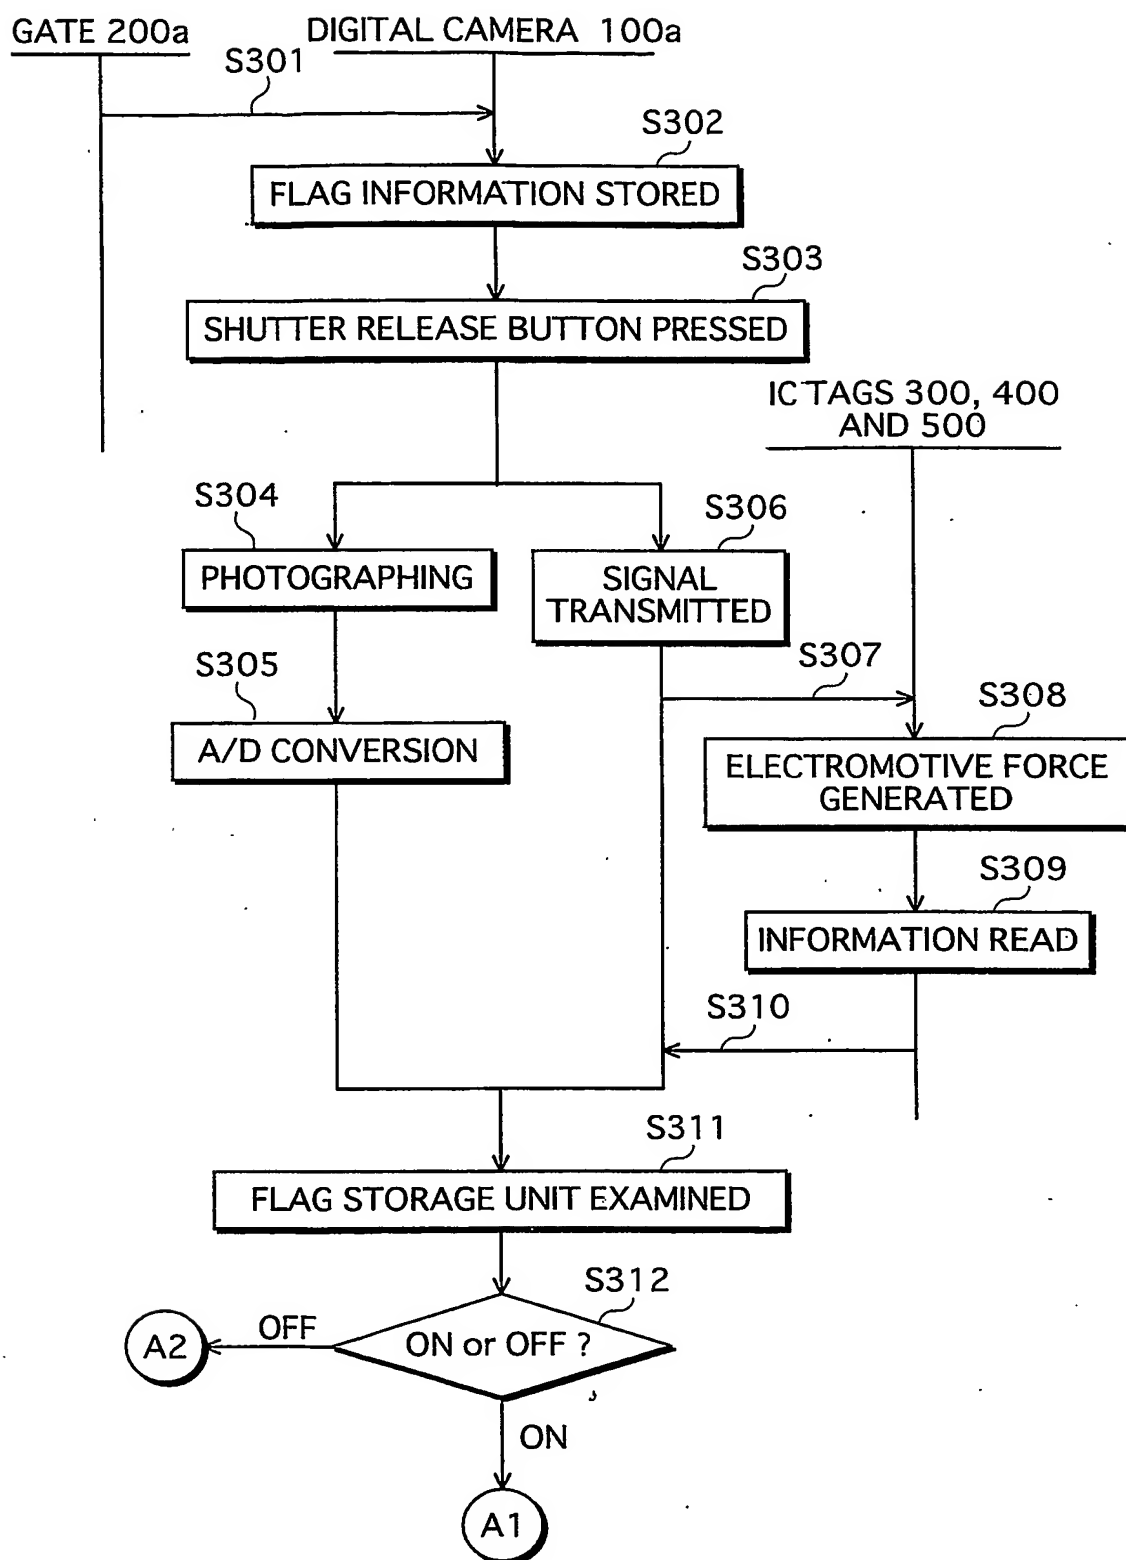 GATE 200a
DIGITAL CAMERA 100a
S301
S302
FLAG INFORMATION STORED
S303
SHUTTER RELEASE BUTTON PRESSED
IC TAGS 300, 400
AND 500
S304
PHOTOGRAPHING
S306
SIGNAL
TRANSMITTED
S305
A/D CONVERSION
S307
S308
ELECTROMOTIVE FORCE
GENERATED
S309
INFORMATION READ
S310
S311
FLAG STORAGE UNIT EXAMINED
S312
ON or OFF ?
OFF
A2
ON
A1